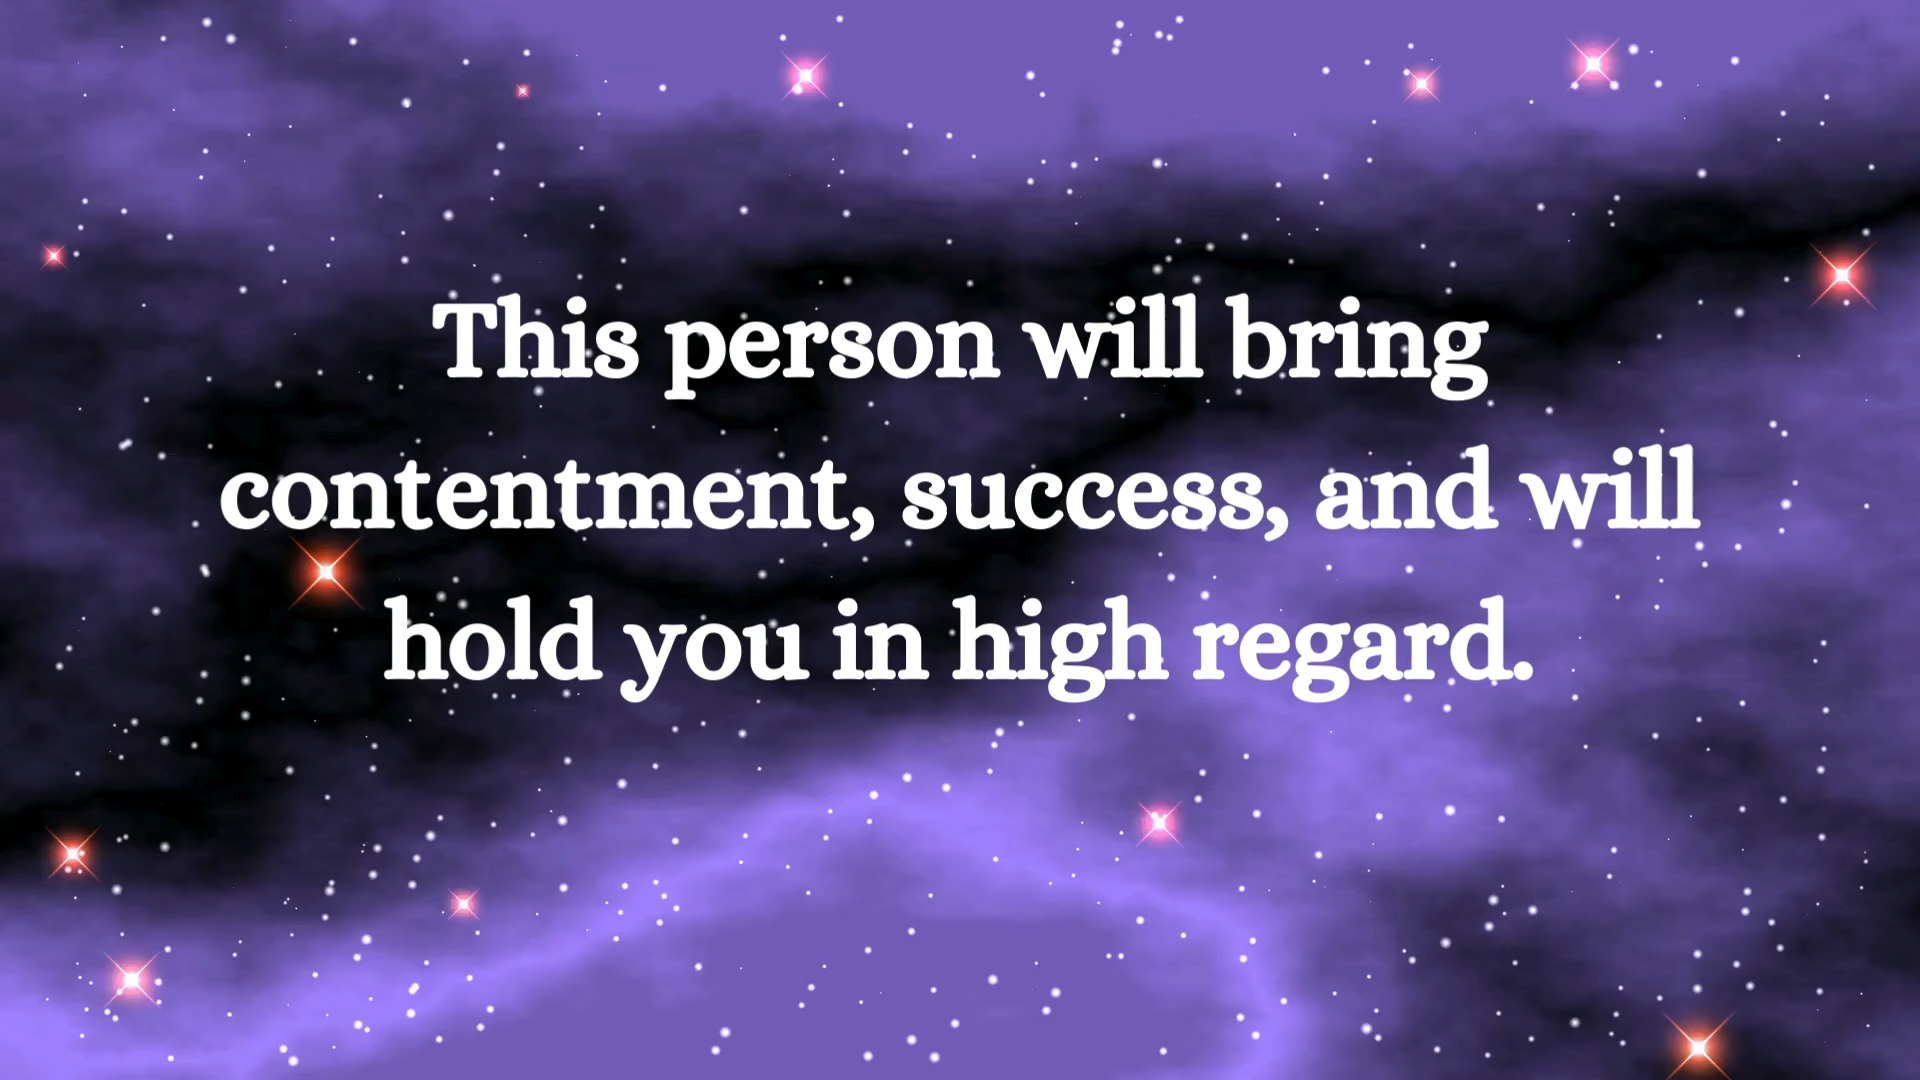 This person will bring
contentment, success, and will
hold you in high regard.